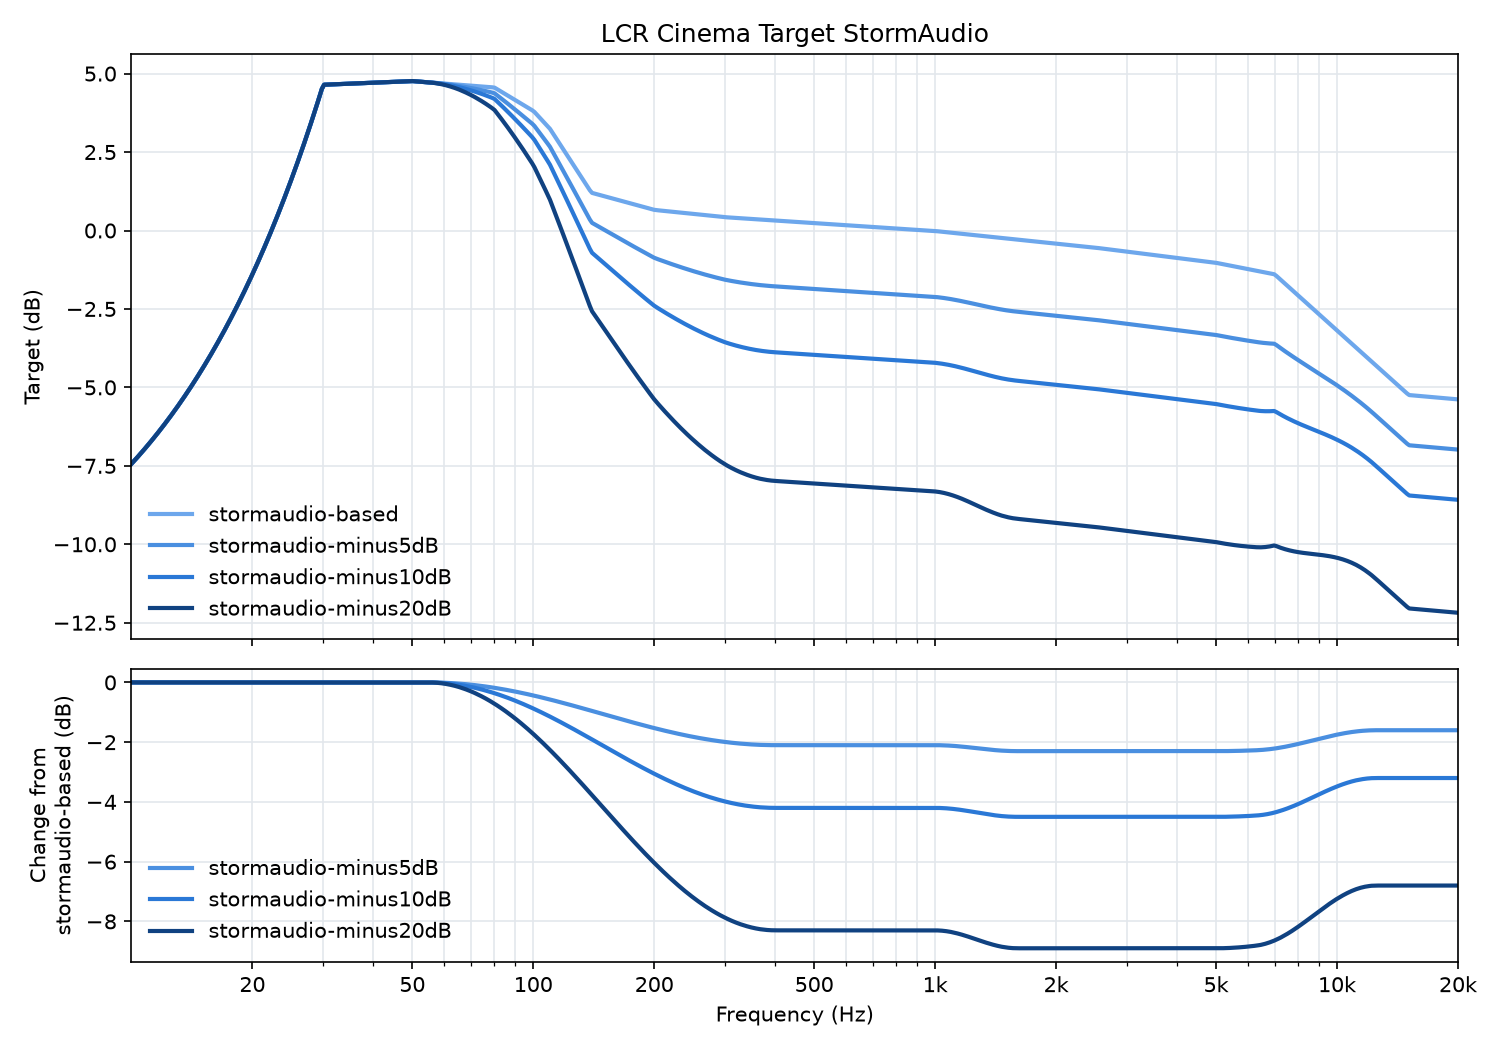 LCR Cinema Target StormAudio
Target (dB)
5.0
2.5
0.0
−2.5
−5.0
−7.5
−10.0
−12.5
stormaudio-based
stormaudio-minus5dB
stormaudio-minus10dB
stormaudio-minus20dB
Change from
stormaudio-based (dB)
0
−2
−4
−6
−8
stormaudio-minus5dB
stormaudio-minus10dB
stormaudio-minus20dB
20 50 100 200 500 1k 2k 5k 10k 20k
Frequency (Hz)